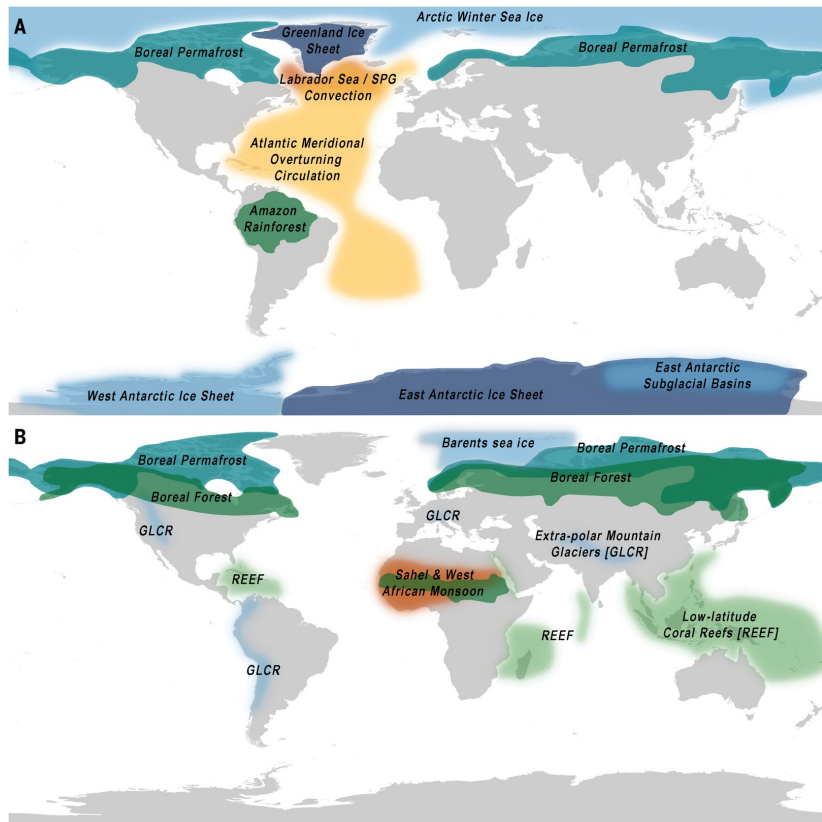 A
Arctic Winter Sea Ice
Boreal Permafrost
Greenland Ice
Sheet
Boreal Permafrost
Labrador Sea / SPG
Convection
Atlantic Meridional
Overturning
Circulation
Amazon
Rainforest
West Antarctic Ice Sheet
East Antarctic Ice Sheet
East Antarctic
Subglacial Basins
B
Boreal Permafrost
Barents sea ice
Boreal Permafrost
Boreal Forest
Boreal Forest
GLCR
GLCR
Extra-polar Mountain
Glaciers [GLCR]
REEF
Sahel & West
African Monsoon
REEF
Low-latitude
Coral Reefs [REEF]
GLCR